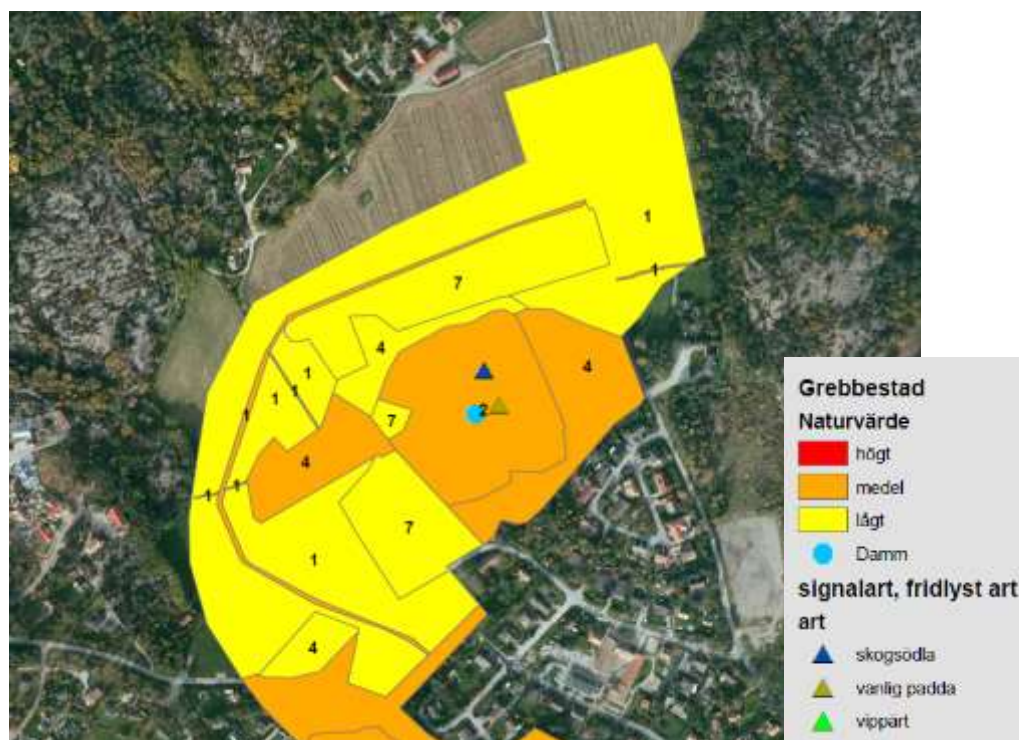 1
1
7
4
1
4
1
1
2
1
7
4
1
1
7
1
4
Grebbestad
Naturvärde
högt
medel
lågt
Damm
signalart, fridlyst art
art
skogsödla
vanlig padda
vippärt